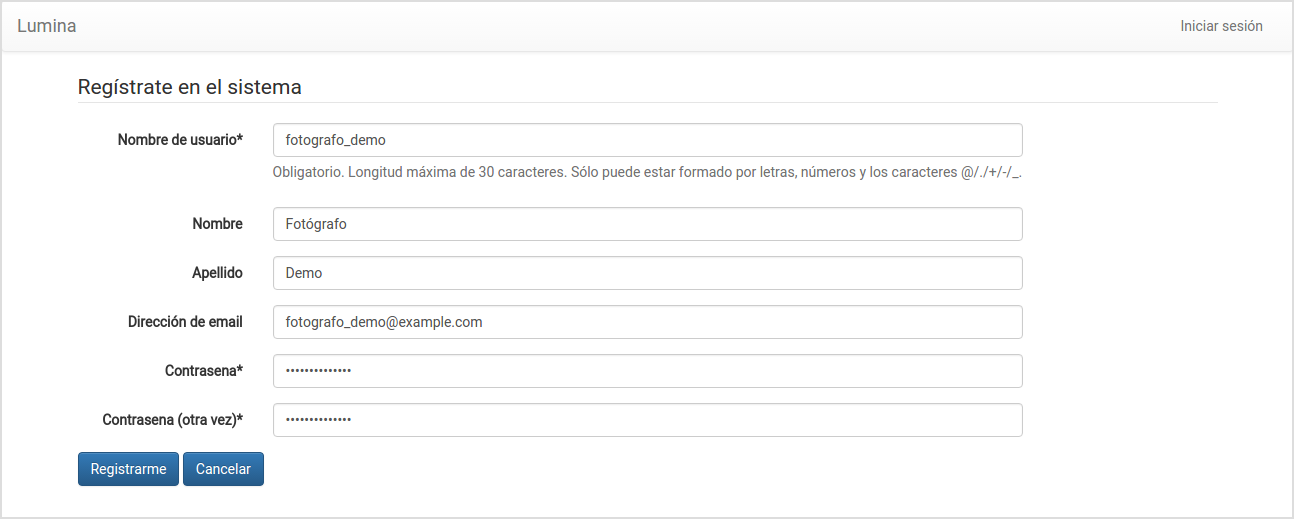 Lumina
Iniciar sesión
Regístrate en el sistema
Nombre de usuario*
fotografo_demo
Obligatorio. Longitud máxima de 30 caracteres. Sólo puede estar formado por letras, números y los caracteres @/./+/-/_.
Nombre
Fotógrafo
Apellido
Demo
Dirección de email
fotografo_demo@example.com
Contrasena*
••••••••••••••
Contrasena (otra vez)*
••••••••••••••
Registrarme
Cancelar